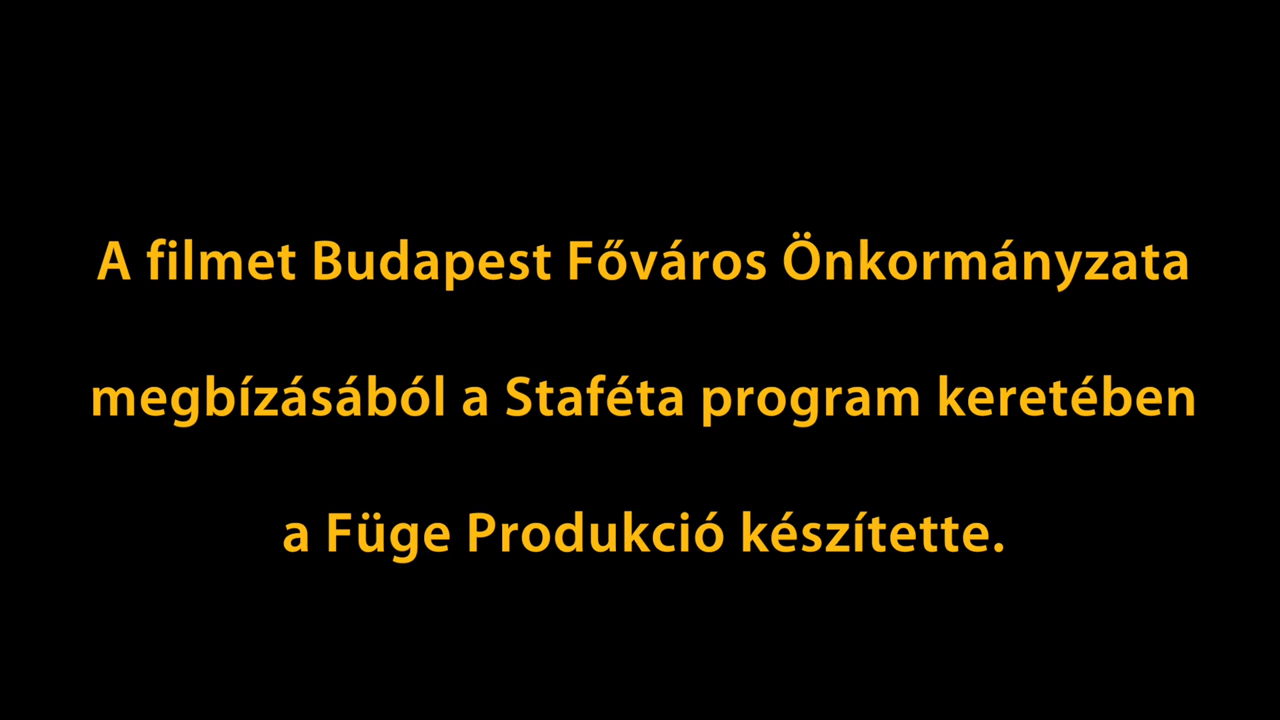 A filmet Budapest Főváros Önkormányzata
megbízásából a Staféta program keretében
a Füge Produkció készítette.